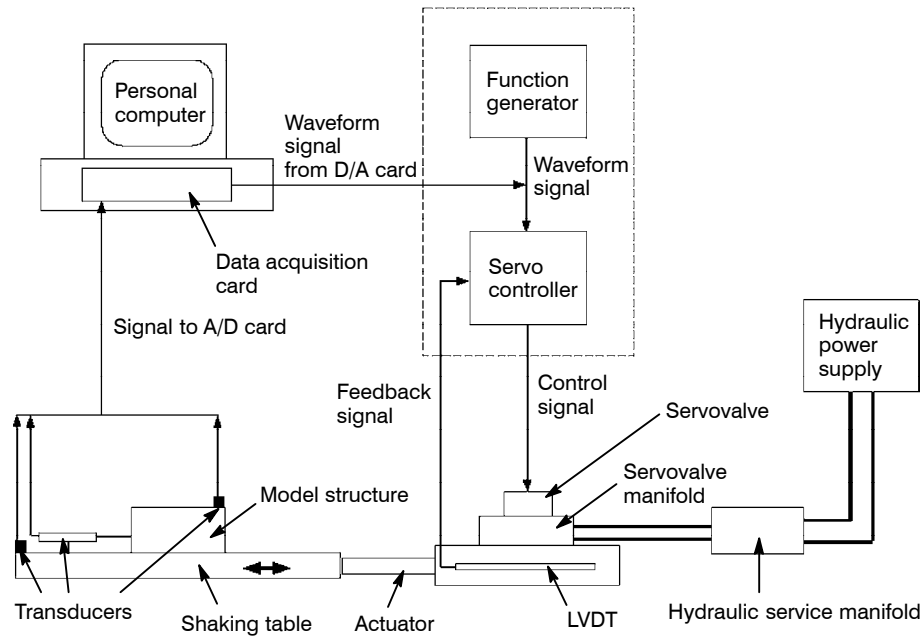 Personal
computer
Function
generator
Waveform
signal
from D/A card
Waveform
signal
Data acquisition
card
Servo
controller
Signal to A/D card
Hydraulic
power
supply
Feedback
signal
Control
signal
Servovalve
Servovalve
manifold
Model structure
Transducers
Shaking table
Actuator
LVDT
Hydraulic service manifold